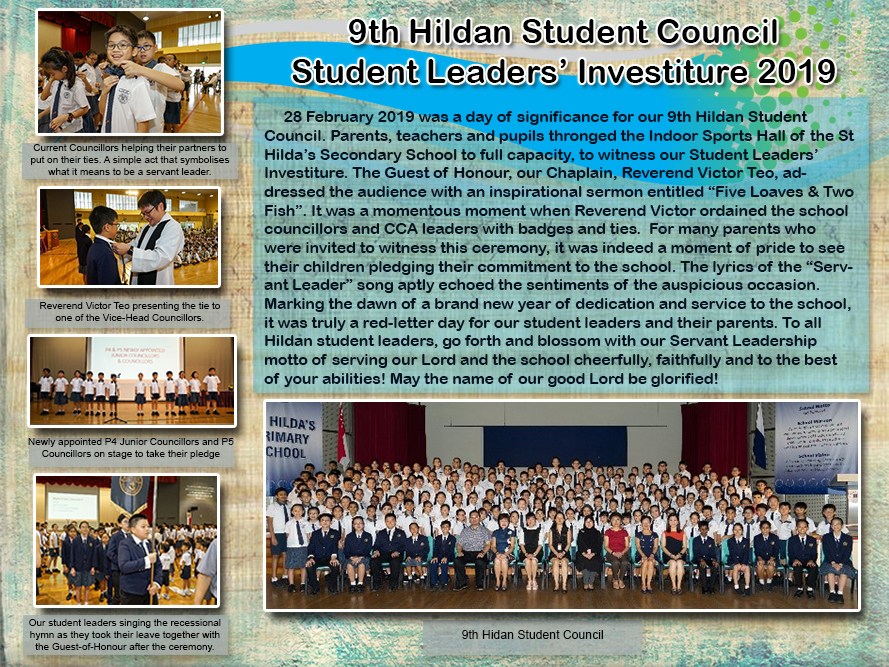 9th Hildan Student Council
Student Leaders’ Investiture 2019
28 February 2019 was a day of significance for our 9th Hildan Student
Council. Parents, teachers and pupils thronged the Indoor Sports Hall of the St
Hilda’s Secondary School to full capacity, to witness our Student Leaders’
Investiture. The Guest of Honour, our Chaplain, Reverend Victor Teo, ad-
dressed the audience with an inspirational sermon entitled “Five Loaves & Two
Fish”. It was a momentous moment when Reverend Victor ordained the school
councillors and CCA leaders with badges and ties.  For many parents who
were invited to witness this ceremony, it was indeed a moment of pride to see
their children pledging their commitment to the school. The lyrics of the “Serv-
ant Leader” song aptly echoed the sentiments of the auspicious occasion.
Marking the dawn of a brand new year of dedication and service to the school,
it was truly a red-letter day for our student leaders and their parents. To all
Hildan student leaders, go forth and blossom with our Servant Leadership
motto of serving our Lord and the school cheerfully, faithfully and to the best
of your abilities! May the name of our good Lord be glorified!
Current Councillors helping their partners to
put on their ties. A simple act that symbolises
what it means to be a servant leader.
Reverend Victor Teo presenting the tie to
one of the Vice-Head Councillors.
P4 & P5 NEWLY APPOINTED
JUNIOR COUNCILLORS
& COUNCILLORS
Newly appointed P4 Junior Councillors and P5
Councillors on stage to take their pledge
Our student leaders singing the recessional
hymn as they took their leave together with
the Guest-of-Honour after the ceremony.
HILDA'S
PRIMARY
SCHOOL
School Motto
School Mission
School Vision
9th Hidan Student Council